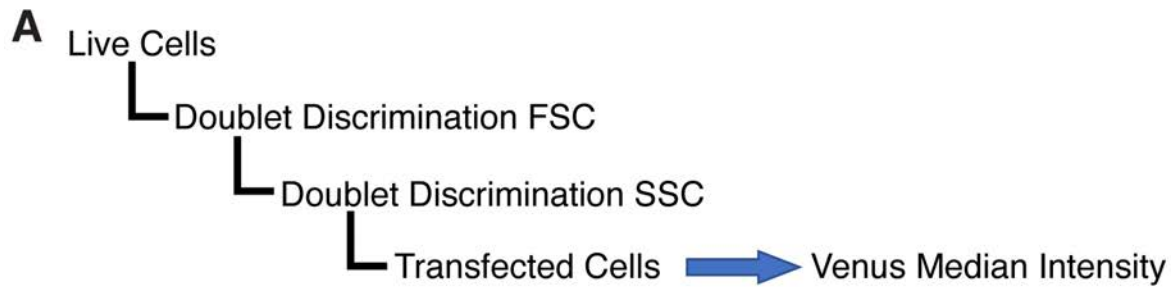 A
Live Cells
Doublet Discrimination FSC
Doublet Discrimination SSC
Transfected Cells Venus Median Intensity